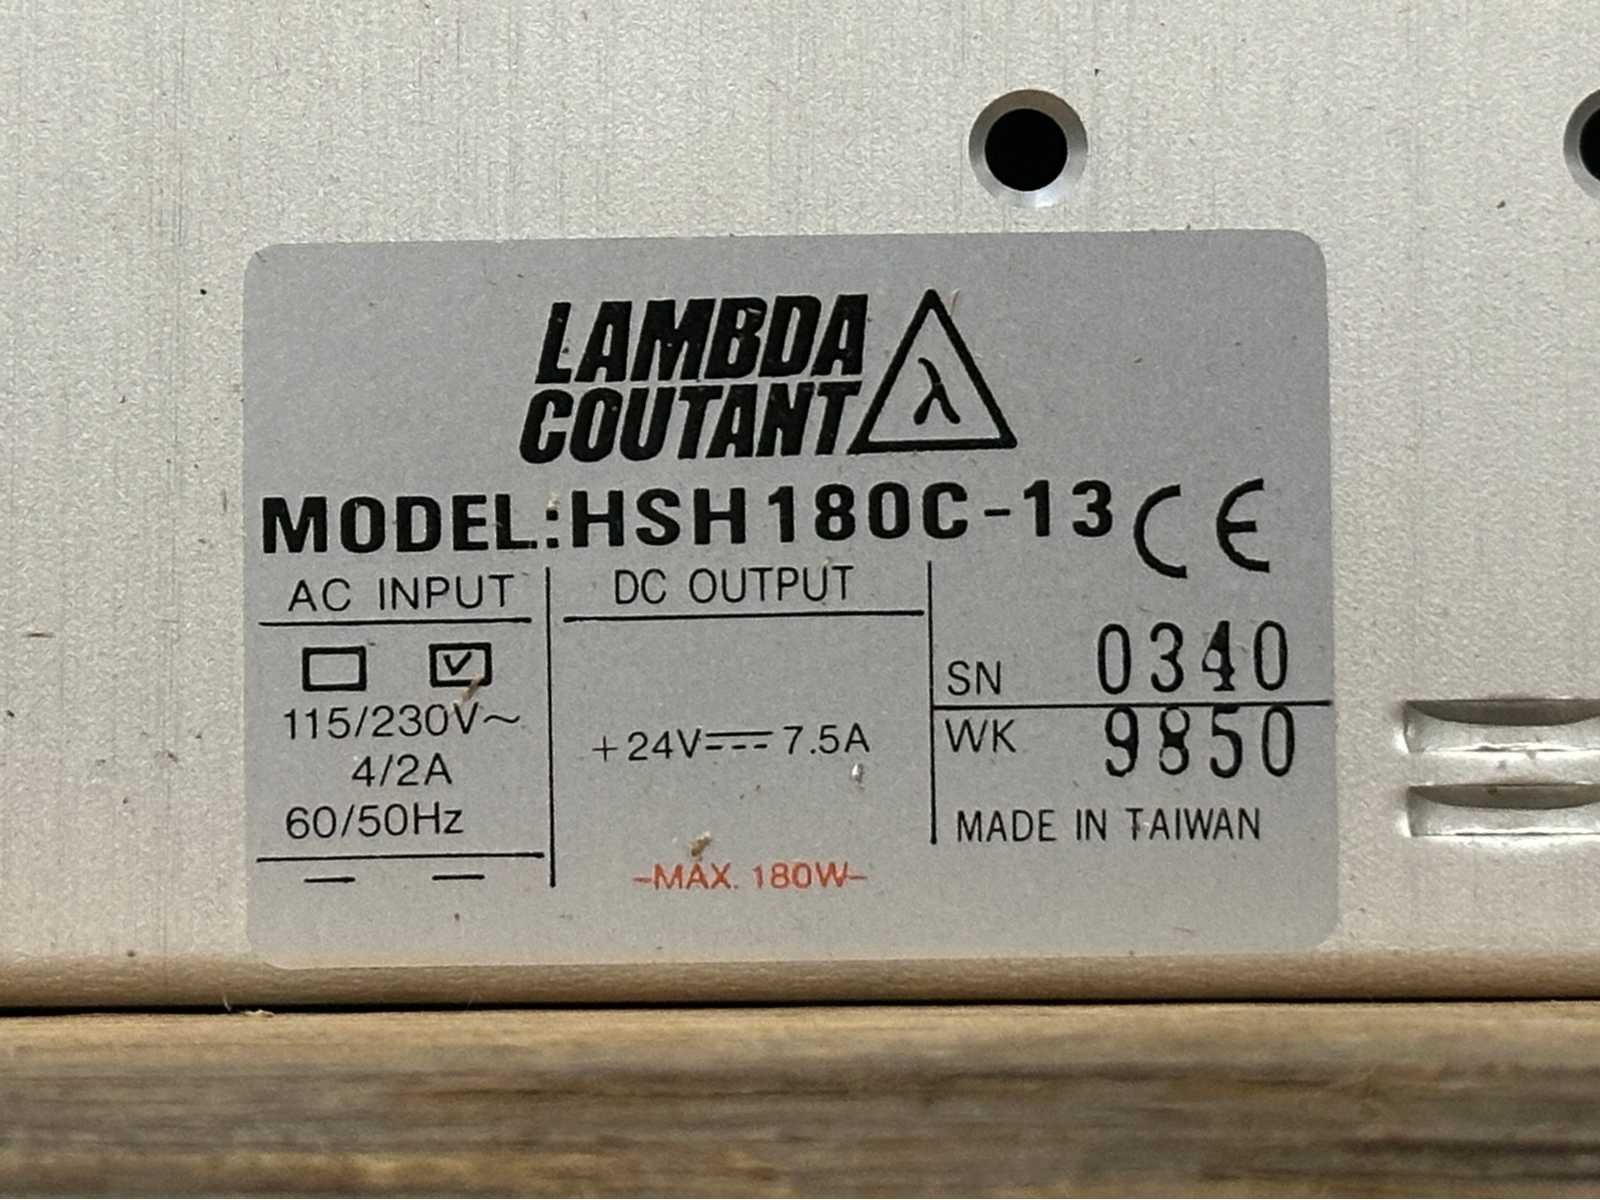 LAMBDA
COUTANT λ
MODEL:HSH180C-13 CE
AC INPUT
115/230V~
4/2A
60/50Hz
DC OUTPUT
+24V⎓7.5A
-MAX. 180W-
SN 0340
WK 9850
MADE IN TAIWAN